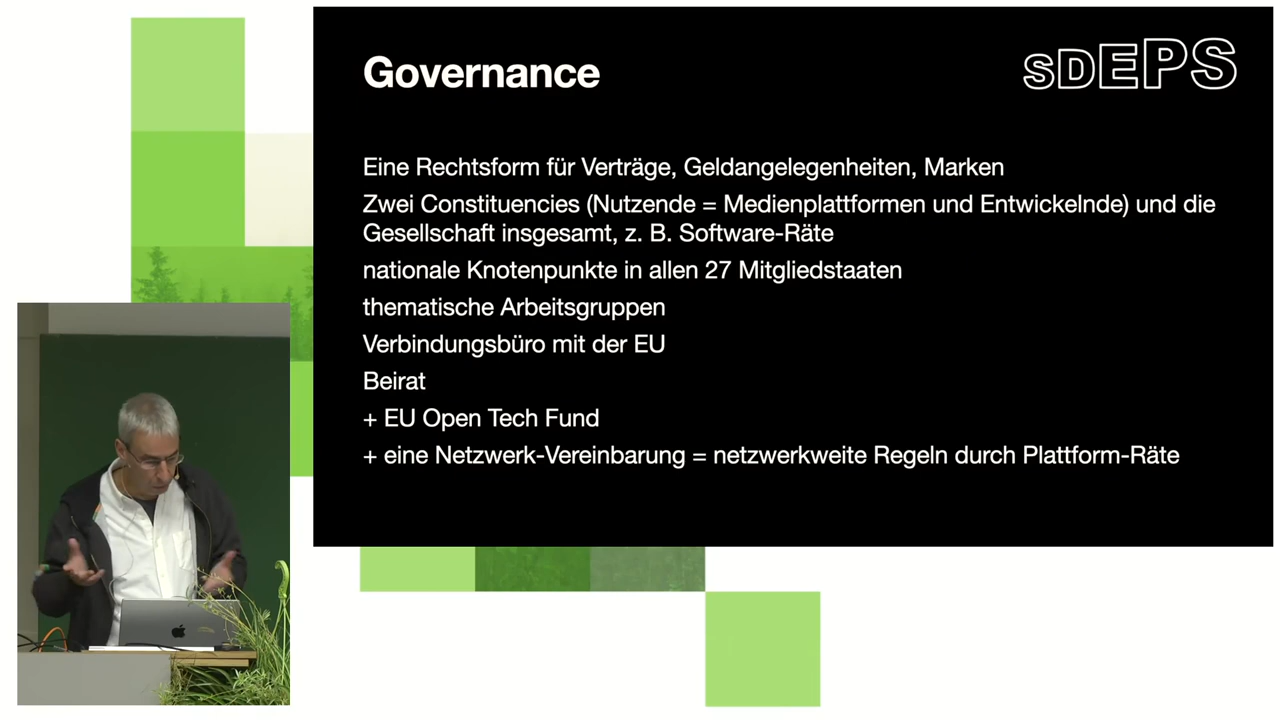 Governance
sDEPS
Eine Rechtsform für Verträge, Geldangelegenheiten, Marken
Zwei Constituencies (Nutzende = Medienplattformen und Entwickelnde) und die
Gesellschaft insgesamt, z. B. Software-Räte
nationale Knotenpunkte in allen 27 Mitgliedstaaten
thematische Arbeitsgruppen
Verbindungsbüro mit der EU
Beirat
+ EU Open Tech Fund
+ eine Netzwerk-Vereinbarung = netzwerkweite Regeln durch Plattform-Räte